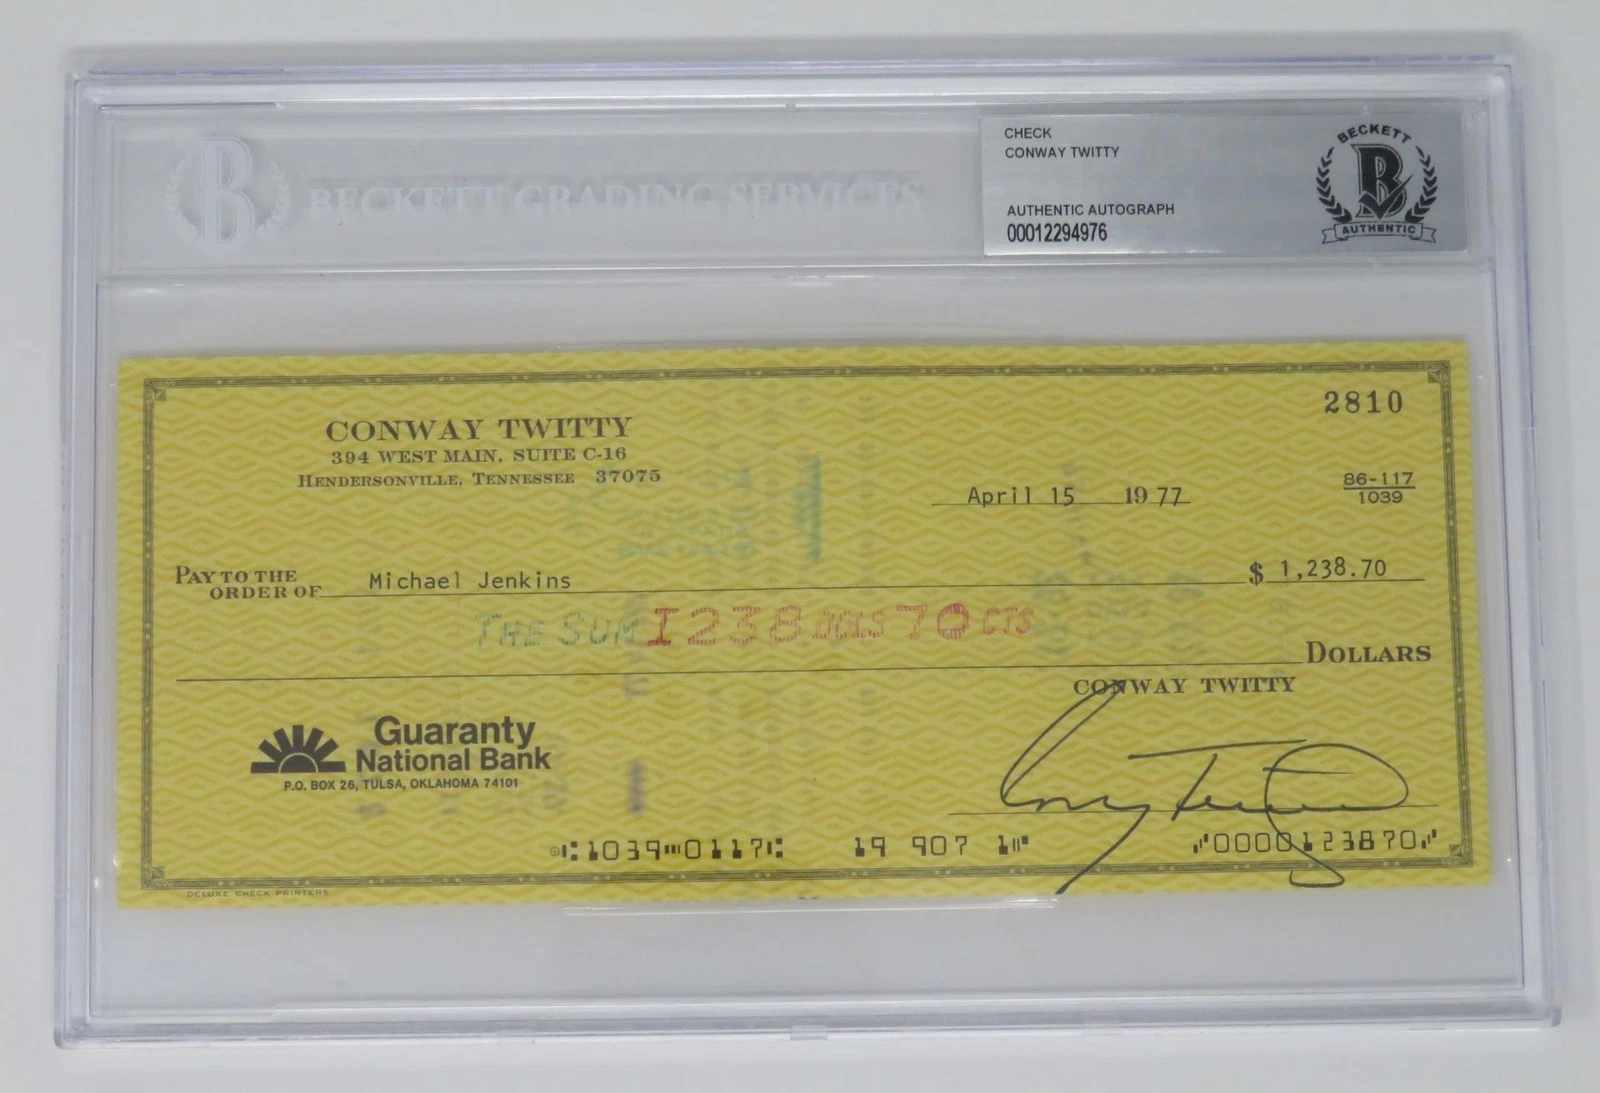 BECKETT GRADING SERVICES
CHECK
CONWAY TWITTY
AUTHENTIC AUTOGRAPH
00012294976
BECKETT
B
AUTHENTIC
2810
CONWAY TWITTY
394 WEST MAIN, SUITE C-16
HENDERSONVILLE, TENNESSEE 37075
86-117
1039
April 15 1977
PAY TO THE
ORDER OF Michael Jenkins $ 1,238.70
THE SUM 1238 DOLS 70 CTS
DOLLARS
CONWAY TWITTY
Guaranty
National Bank
P.O. BOX 26, TULSA, OKLAHOMA 74101
Conway Twitty
⑆1039⑉0117⑆ 19 907 1⑈ ⑈0000123870⑈
DELUXE CHECK PRINTERS